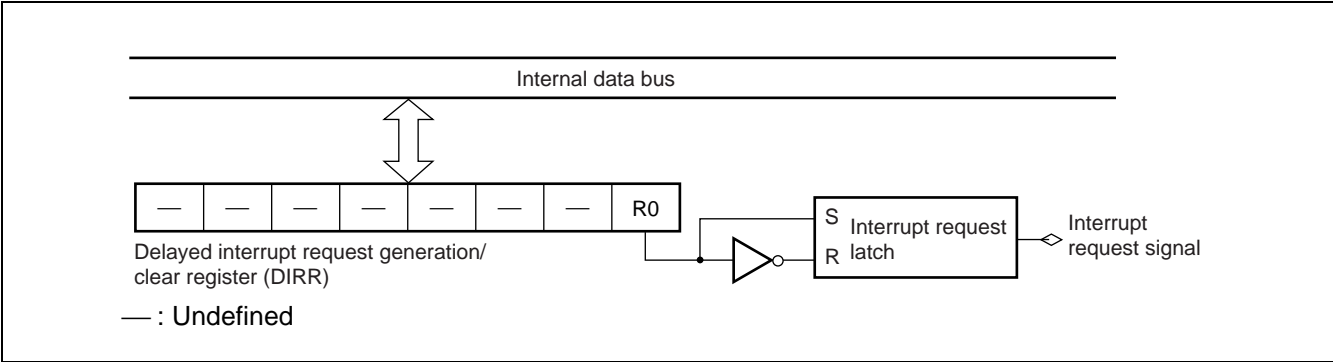 Internal data bus
— — — — — — — R0
Delayed interrupt request generation/
clear register (DIRR)
S
Interrupt request
R latch
Interrupt
request signal
— : Undefined